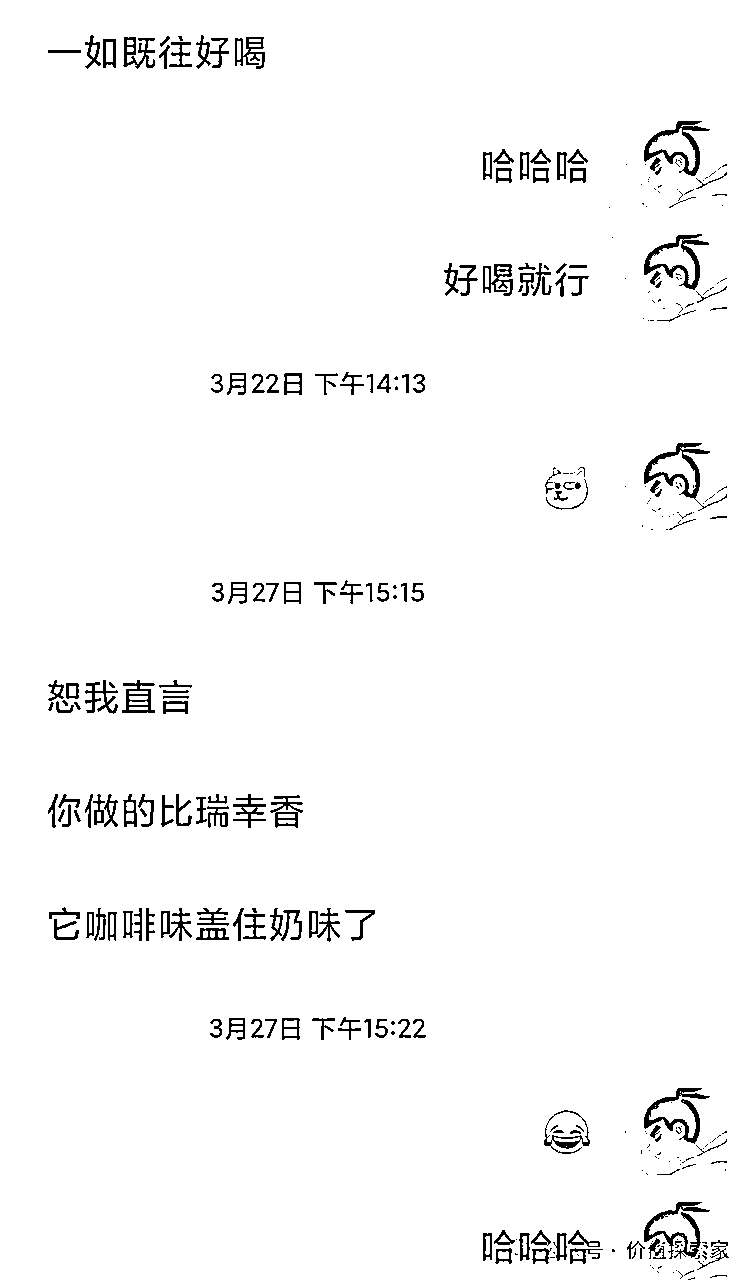 一如既往好喝
哈哈哈
好喝就行
3月22日 下午14:13
3月27日 下午15:15
恕我直言
你做的比瑞幸香
它咖啡味盖住奶味了
3月27日 下午15:22
哈哈哈
号 · 价值探索家